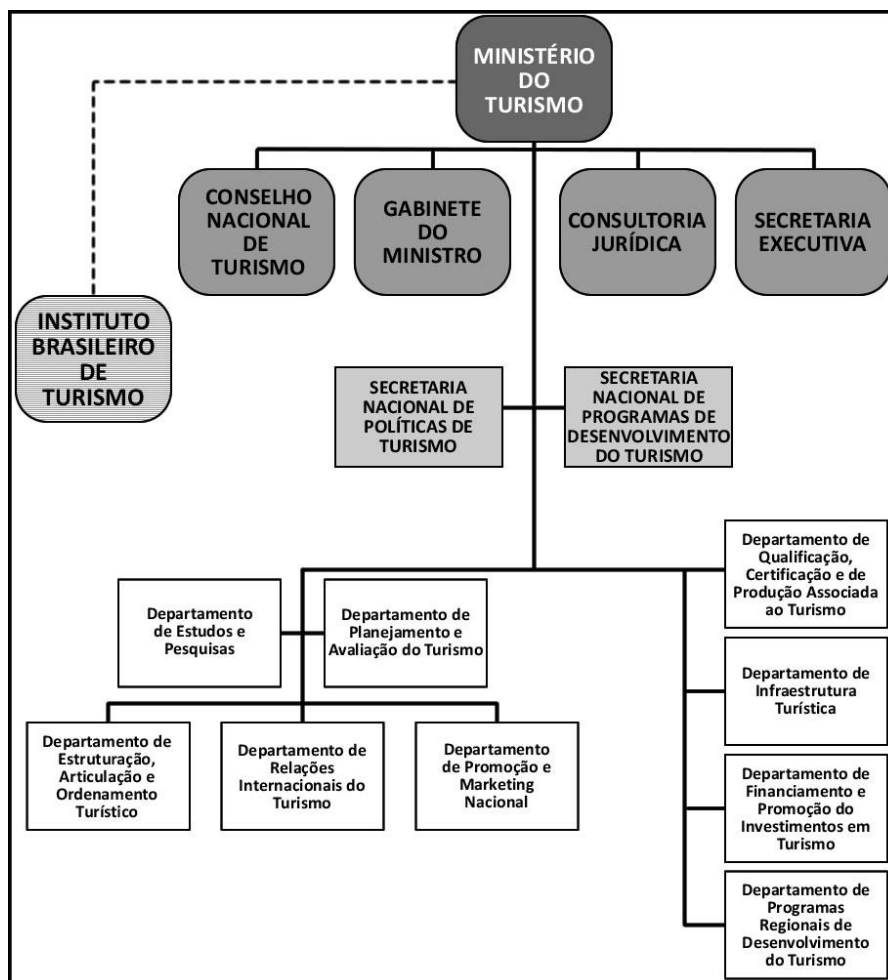 MINISTÉRIO
DO
TURISMO
CONSELHO
NACIONAL
DE
TURISMO
GABINETE
DO
MINISTRO
CONSULTORIA
JURÍDICA
SECRETARIA
EXECUTIVA
INSTITUTO
BRASILEIRO
DE
TURISMO
SECRETARIA
NACIONAL DE
POLÍTICAS DE
TURISMO
SECRETARIA
NACIONAL DE
PROGRAMAS DE
DESENVOLVIMENTO
DO TURISMO
Departamento
de Estudos e
Pesquisas
Departamento de
Planejamento e
Avaliação do Turismo
Departamento de
Estruturação,
Articulação e
Ordenamento
Turístico
Departamento de
Relações
Internacionais do
Turismo
Departamento
de Promoção e
Marketing
Nacional
Departamento de
Qualificação,
Certificação e de
Produção Associada
ao Turismo
Departamento de
Infraestrutura
Turística
Departamento de
Financiamento e
Promoção do
Investimentos em
Turismo
Departamento de
Programas
Regionais de
Desenvolvimento
do Turismo